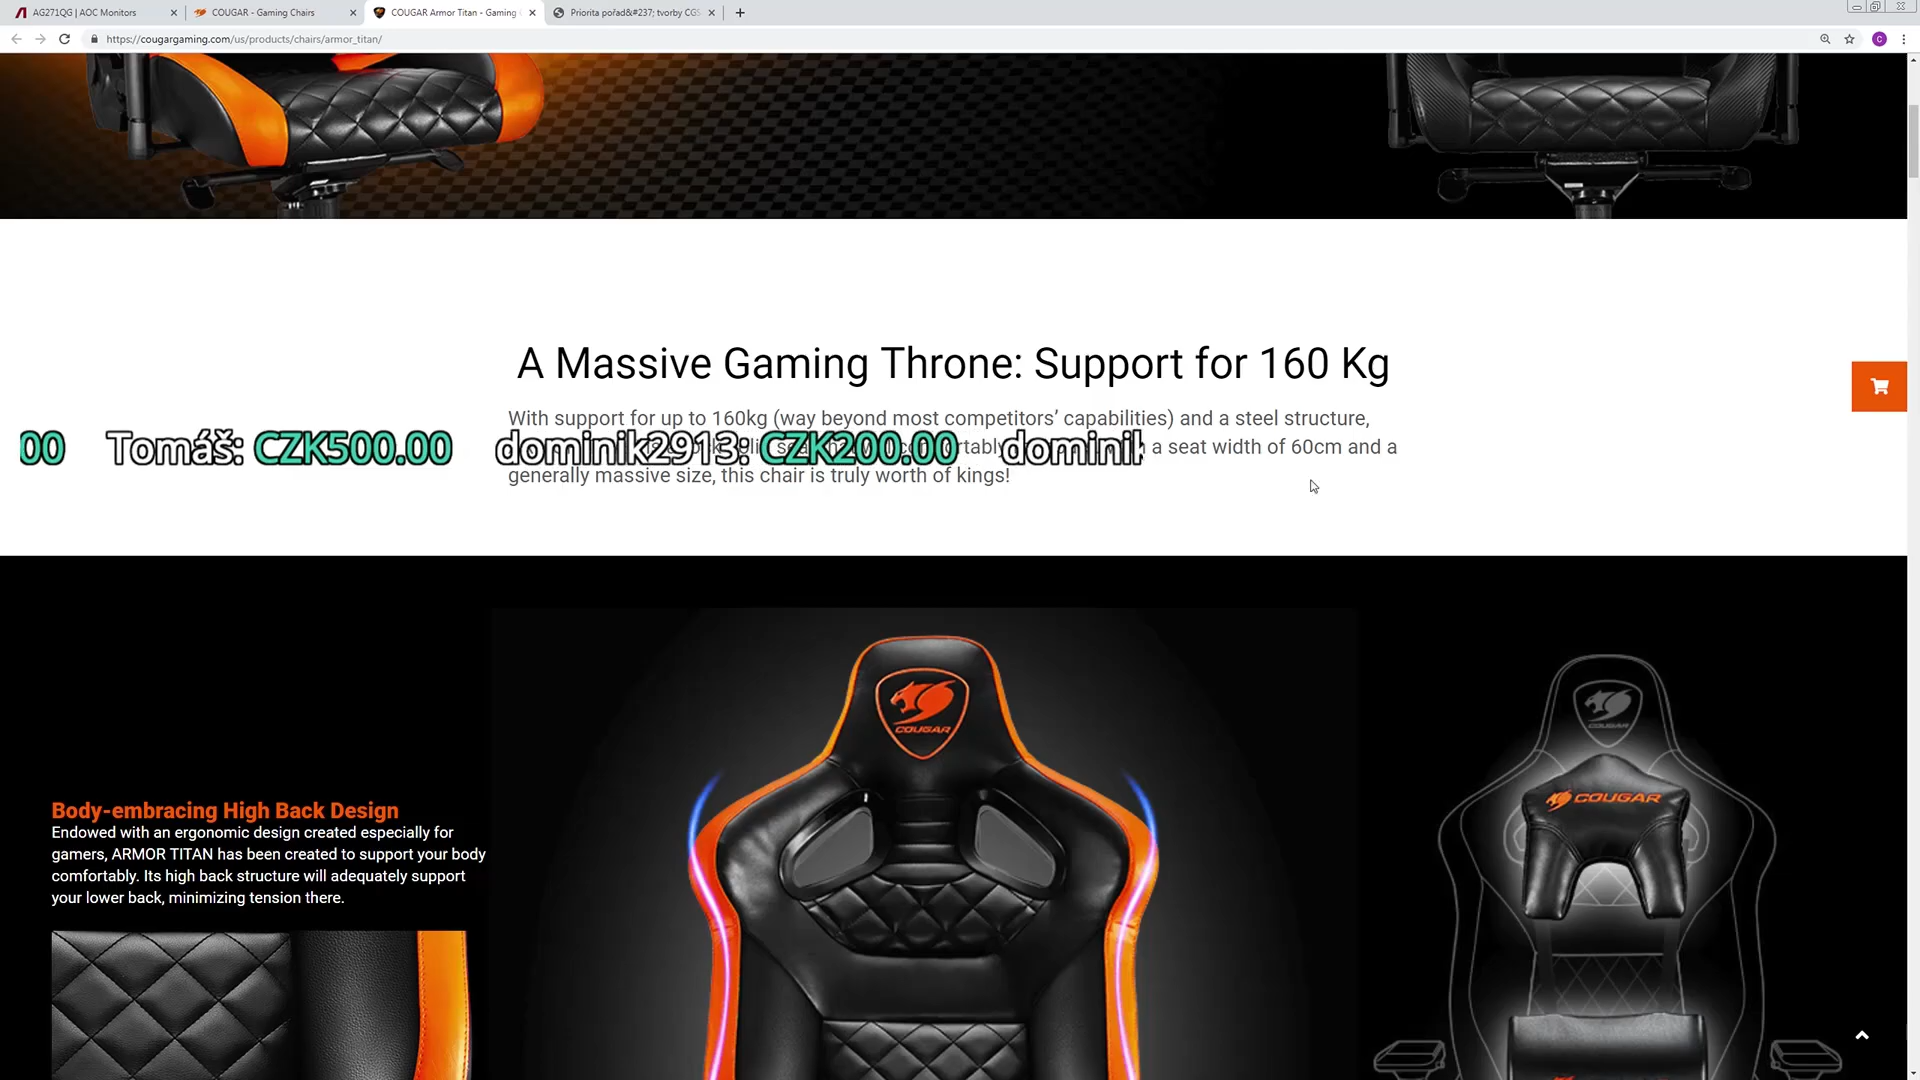 AG271QG | AOC Monitors
COUGAR - Gaming Chairs
COUGAR Armor Titan - Gaming
Priorita pořad&#237; tvorby CGS
https://cougargaming.com/us/products/chairs/armor_titan/
A Massive Gaming Throne: Support for 160 Kg
With support for up to 160kg (way beyond most competitors’ capabilities) and a steel structure,
a seat width of 60cm and a
generally massive size, this chair is truly worth of kings!
00 Tomáš: CZK500.00 dominik2913: CZK200.00 dominik
COUGAR
COUGAR
COUGAR
Body-embracing High Back Design
Endowed with an ergonomic design created especially for
gamers, ARMOR TITAN has been created to support your body
comfortably. Its high back structure will adequately support
your lower back, minimizing tension there.